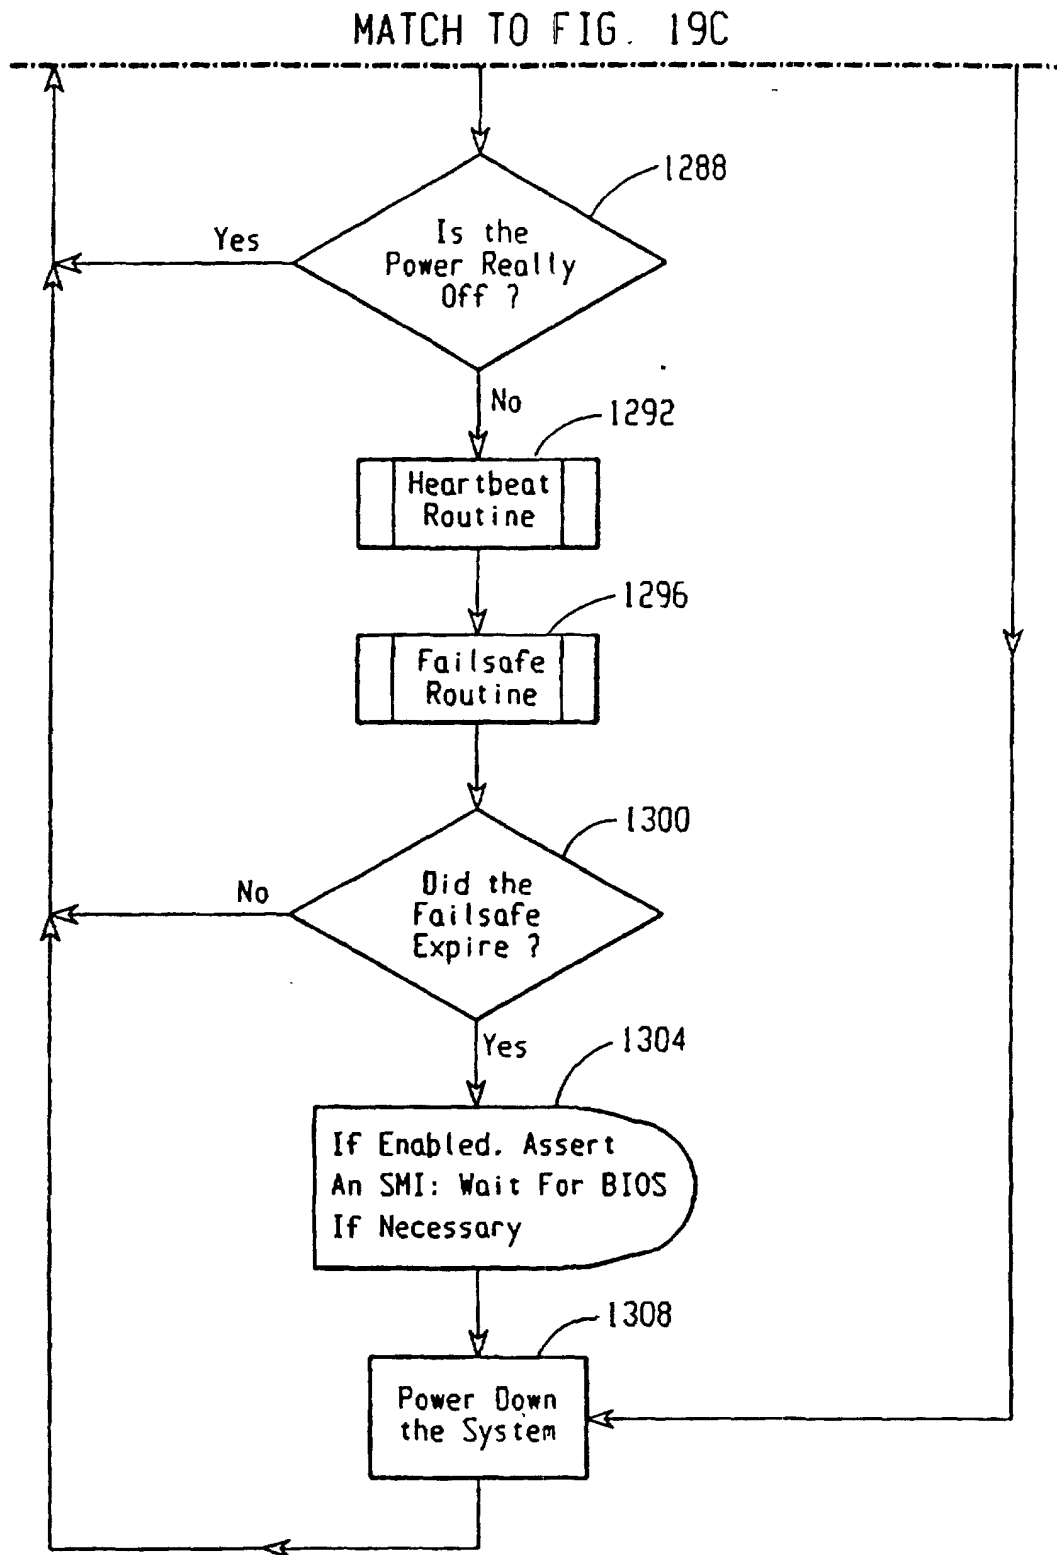 MATCH TO FIG. 19C
1288
Yes
Is the
Power Really
Off ?
No
1292
Heartbeat
Routine
1296
Failsafe
Routine
1300
No
Did the
Failsafe
Expire ?
Yes
1304
If Enabled. Assert
An SMI: Wait For BIOS
If Necessary
1308
Power Down
the System